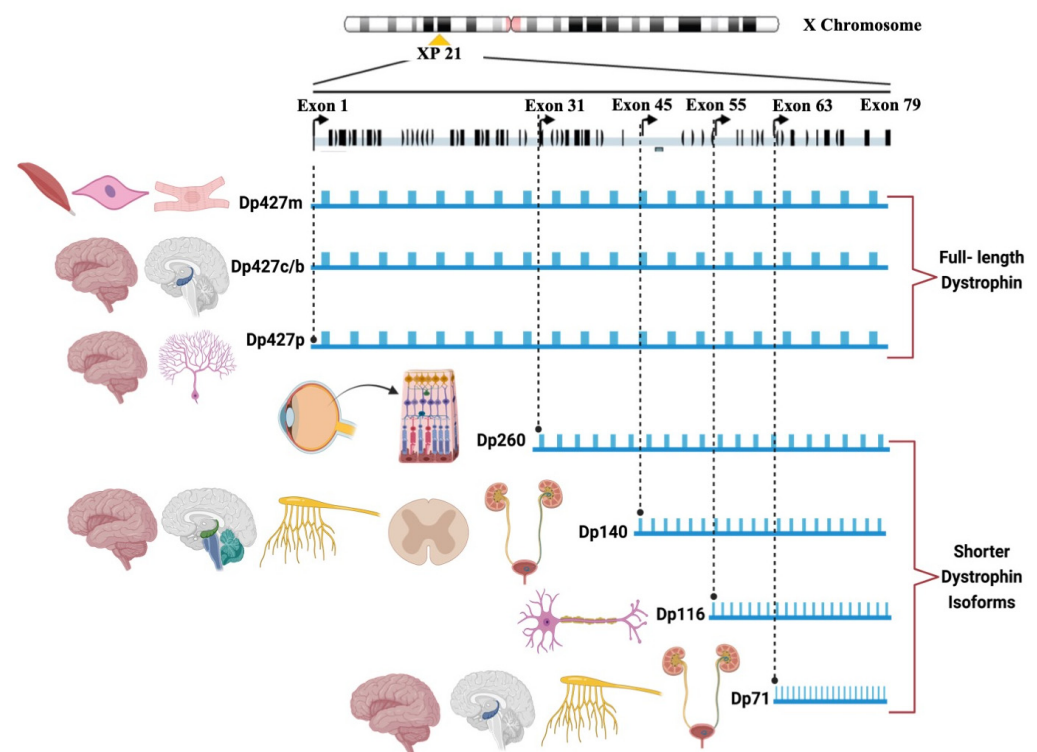 X Chromosome
XP 21
Exon 1
Exon 31
Exon 45
Exon 55
Exon 63
Exon 79
Dp427m
Dp427c/b
Dp427p
Full- length
Dystrophin
Dp260
Dp140
Dp116
Dp71
Shorter
Dystrophin
Isoforms